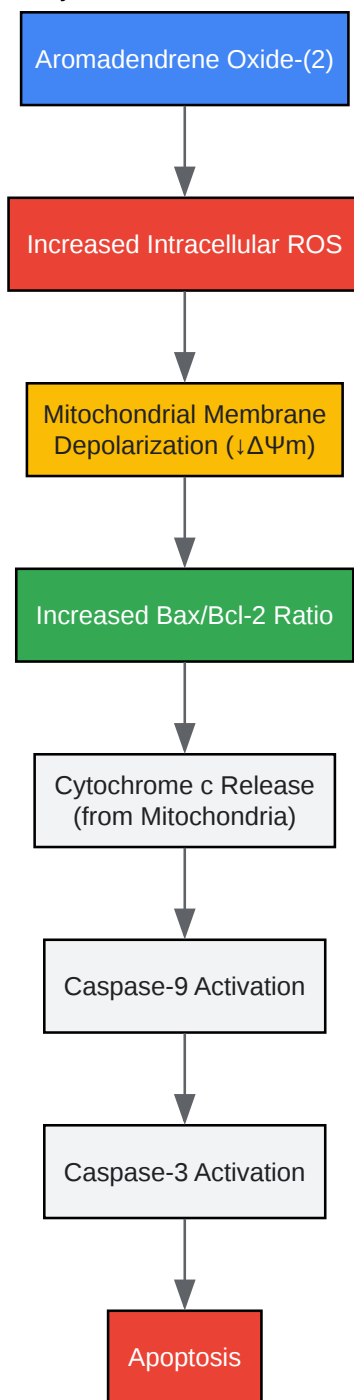 Aromadendrene Oxide-(2)
Increased Intracellular ROS
Mitochondrial Membrane
Depolarization (↓ΔΨm)
Increased Bax/Bcl-2 Ratio
Cytochrome c Release
(from Mitochondria)
Caspase-9 Activation
Caspase-3 Activation
Apoptosis